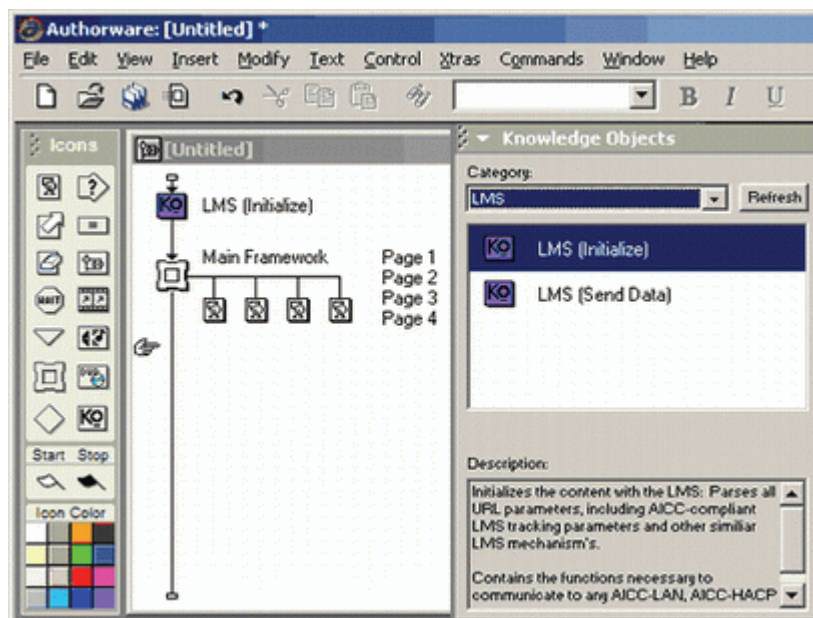 Authorware: [Untitled] *
File Edit View Insert Modify Text Control Xtras Commands Window Help
B I U
Icons
WAIT
KO
Start Stop
Icon Color
[Untitled]
KO LMS (Initialize)
Main Framework
Page 1
Page 2
Page 3
Page 4
Knowledge Objects
Category:
LMS
Refresh
KO LMS (Initialize)
KO LMS (Send Data)
Description:
Initializes the content with the LMS: Parses all
URL parameters, including AICC-compliant
LMS tracking parameters and other similiar
LMS mechanism's.
Contains the functions necessary to
communicate to any AICC-LAN, AICC-HACP